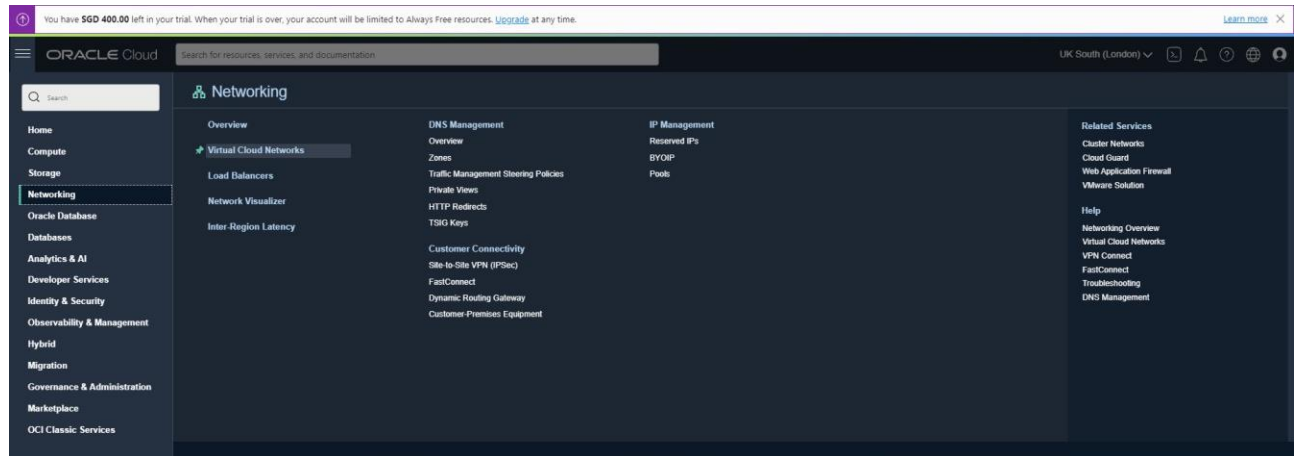 You have SGD 400.00 left in your trial. When your trial is over, your account will be limited to Always Free resources. Upgrade at any time.
Learn more
ORACLE Cloud
Search for resources, services, and documentation
UK South (London)
Search
Home
Compute
Storage
Networking
Oracle Database
Databases
Analytics & AI
Developer Services
Identity & Security
Observability & Management
Hybrid
Migration
Governance & Administration
Marketplace
OCI Classic Services
Networking
Overview
Virtual Cloud Networks
Load Balancers
Network Visualizer
Inter-Region Latency
DNS Management
Overview
Zones
Traffic Management Steering Policies
Private Views
HTTP Redirects
TSIG Keys
Customer Connectivity
Site-to-Site VPN (IPSec)
FastConnect
Dynamic Routing Gateway
Customer-Premises Equipment
IP Management
Reserved IPs
BYOIP
Pools
Related Services
Cluster Networks
Cloud Guard
Web Application Firewall
VMware Solution
Help
Networking Overview
Virtual Cloud Networks
VPN Connect
FastConnect
Troubleshooting
DNS Management